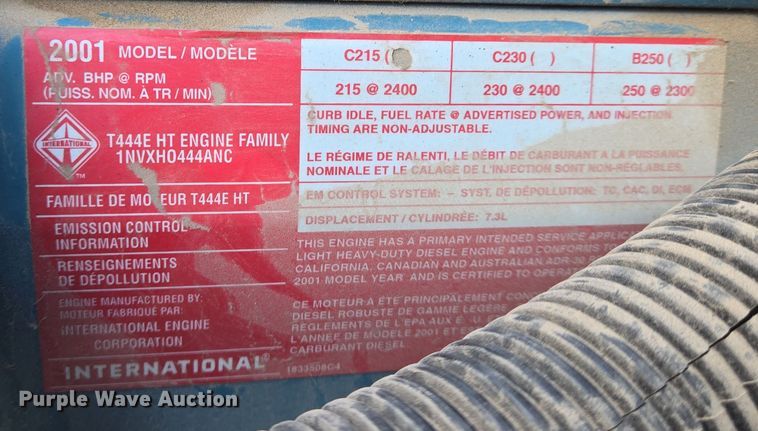 2001 MODEL / MODÈLE
C215 (
C230 ( )
B250 ( )
ADV. BHP @ RPM
(PUISS. NOM. À TR / MIN)
215 @ 2400
230 @ 2400
250 @ 2300
INTERNATIONAL
T444E HT ENGINE FAMILY
1NVXH0444ANC
CURB IDLE, FUEL RATE @ ADVERTISED POWER, AND INJECTION
TIMING ARE NON-ADJUSTABLE.
LE RÉGIME DE RALENTI, LE DÉBIT DE CARBURANT A LA PUISSANCE
NOMINALE ET LE CALAGE DE L'INJECTION SONT NON-RÉGLABLES.
FAMILLE DE MOTEUR T444E HT
EM CONTROL SYSTEM: – SYST. DE DÉPOLLUTION: TC, CAC, DI, ECM
DISPLACEMENT / CYLINDRÉE: 7.3L
EMISSION CONTROL
INFORMATION
RENSEIGNEMENTS
DE DÉPOLLUTION
THIS ENGINE HAS A PRIMARY INTENDED SERVICE
LIGHT HEAVY-DUTY DIESEL ENGINE AND CONFORMS TO
CALIFORNIA, CANADIAN AND AUSTRALIAN ADR-30
2001 MODEL YEAR AND IS CERTIFIED TO
ENGINE MANUFACTURED BY:
MOTEUR FABRIQUÉ PAR:
INTERNATIONAL ENGINE
CORPORATION
CE MOTEUR A ÉTÉ PRINCIPALEMENT
DIESEL ROBUSTE DE GAMME LÉGÈRE
RÉGLEMENTS DE L'EPA AUX
L'ANNÉE DE MODÈLE 2001 ET
CARBURANT DIESEL.
INTERNATIONAL®
1833508C4
Purple Wave Auction